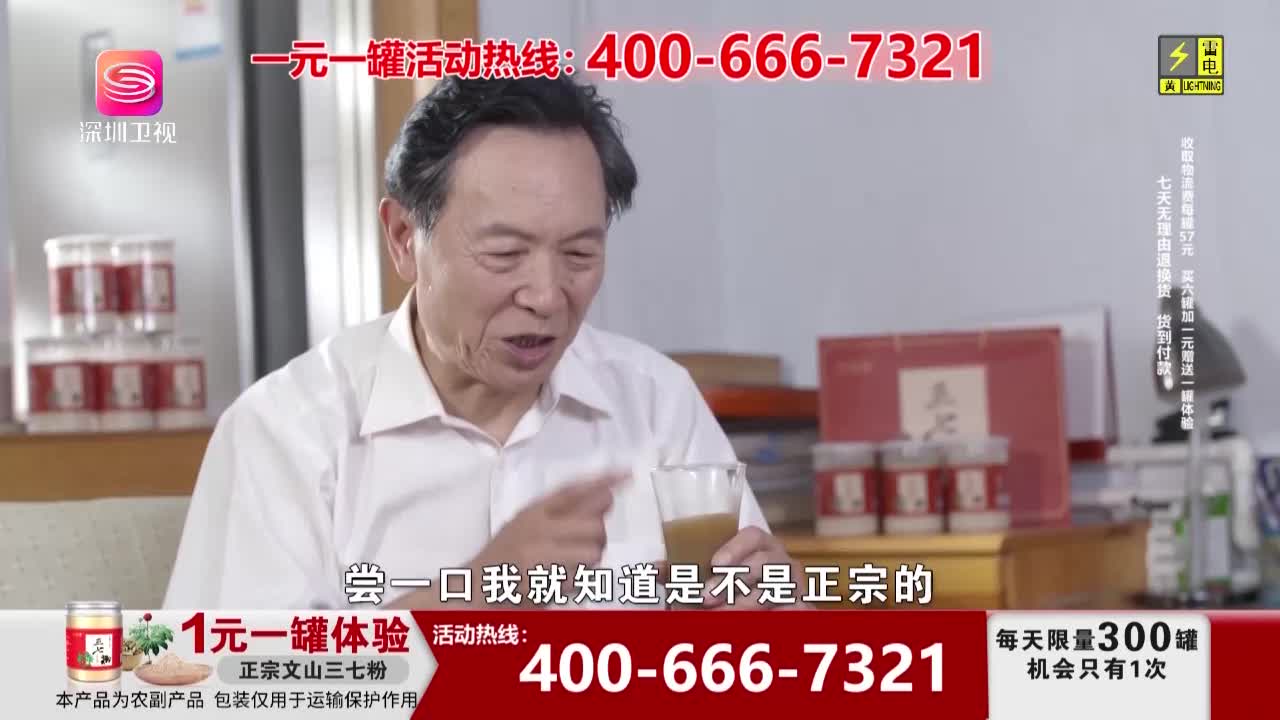 一元一罐活动热线：400-666-7321
深圳卫视
雷电
黄 LIGHTNING
收取物流费每罐57元 买六罐加一元赠送一罐体验
七天无理由退换货 货到付款
三七
尝一口我就知道是不是正宗的
三七粉
1元一罐体验
正宗文山三七粉
本产品为农副产品 包装仅用于运输保护作用
活动热线：
400-666-7321
每天限量300罐
机会只有1次